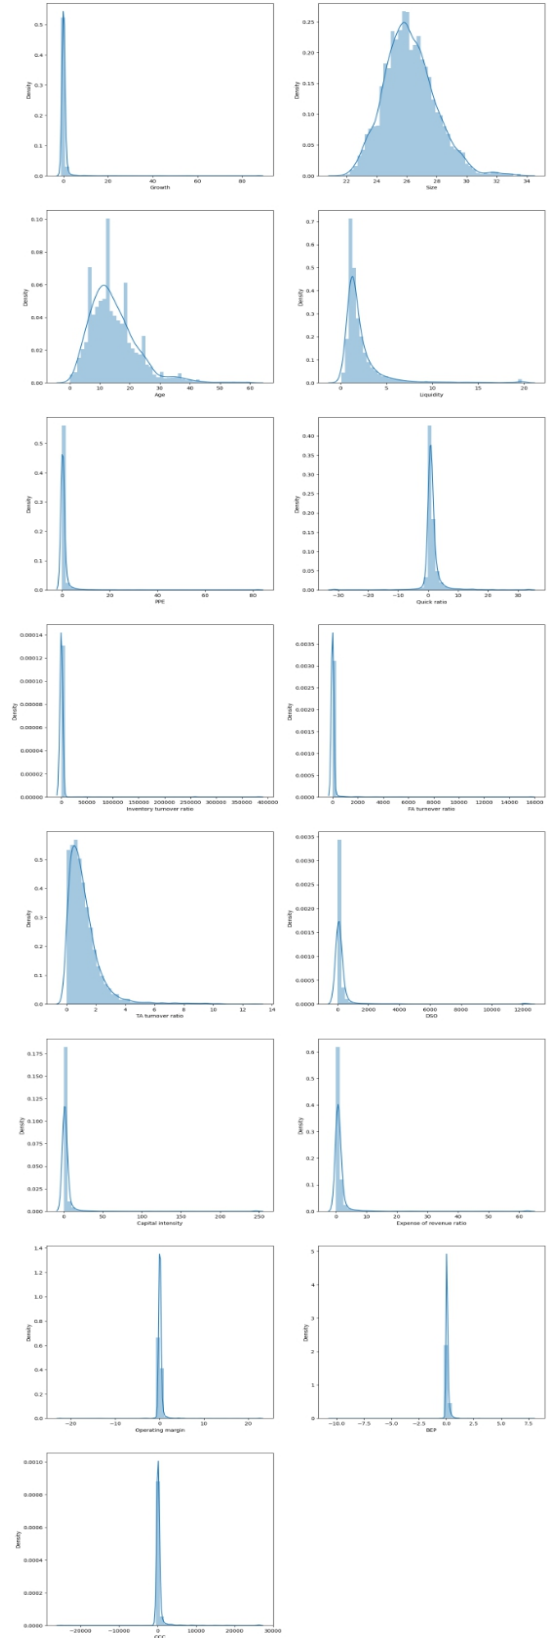 0.5
0.4
0.3
0.2
0.1
0.0
Density
0 20 40 60 80
Growth
0.25
0.20
0.15
0.10
0.05
0.00
Density
22 24 26 28 30 32 34
Size
0.10
0.08
0.06
0.04
0.02
0.00
Density
0 10 20 30 40 50 60
Age
0.7
0.6
0.5
0.4
0.3
0.2
0.1
0.0
Density
0 5 10 15 20
Liquidity
0.5
0.4
0.3
0.2
0.1
0.0
Density
0 20 40 60 80
PPE
0.40
0.35
0.30
0.25
0.20
0.15
0.10
0.05
0.00
Density
−30 −20 −10 0 10 20 30
Quick ratio
0.00014
0.00012
0.00010
0.00008
0.00006
0.00004
0.00002
0.00000
Density
0 50000 100000 150000 200000 250000 300000 350000 400000
Inventory turnover ratio
0.0035
0.0030
0.0025
0.0020
0.0015
0.0010
0.0005
0.0000
Density
0 2000 4000 6000 8000 10000 12000 14000 16000
FA turnover ratio
0.5
0.4
0.3
0.2
0.1
0.0
Density
0 2 4 6 8 10 12 14
TA turnover ratio
0.0035
0.0030
0.0025
0.0020
0.0015
0.0010
0.0005
0.0000
Density
0 2000 4000 6000 8000 10000 12000
DSO
0.175
0.150
0.125
0.100
0.075
0.050
0.025
0.000
Density
0 50 100 150 200 250
Capital intensity
0.6
0.5
0.4
0.3
0.2
0.1
0.0
Density
0 10 20 30 40 50 60
Expense of revenue ratio
1.4
1.2
1.0
0.8
0.6
0.4
0.2
0.0
Density
−20 −10 0 10 20
Operating margin
5
4
3
2
1
0
Density
−10.0 −7.5 −5.0 −2.5 0.0 2.5 5.0 7.5
BEP
0.0010
0.0008
0.0006
0.0004
0.0002
0.0000
Density
−20000 −10000 0 10000 20000 30000
CCC